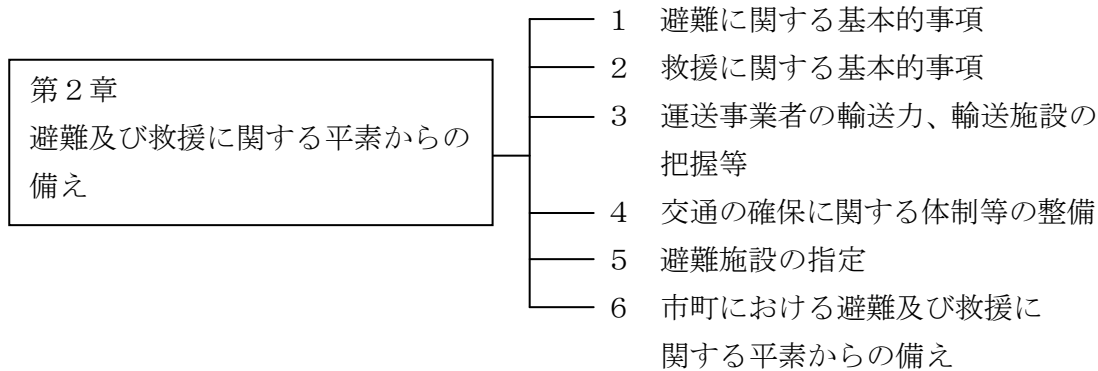 第２章
避難及び救援に関する平素からの
備え
１　避難に関する基本的事項
２　救援に関する基本的事項
３　運送事業者の輸送力、輸送施設の
把握等
４　交通の確保に関する体制等の整備
５　避難施設の指定
６　市町における避難及び救援に
関する平素からの備え